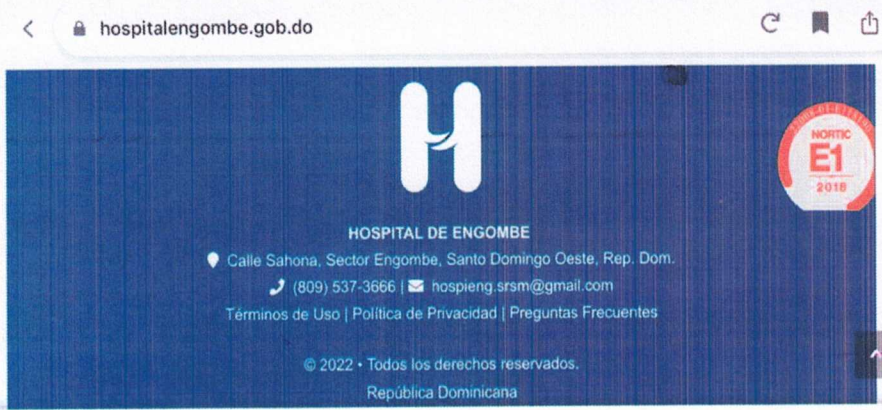 hospitalengombe.gob.do
H
NORTIC
E1
2018
HOSPITAL DE ENGOMBE
Calle Sahona, Sector Engombe, Santo Domingo Oeste, Rep. Dom.
(809) 537-3666 | hospieng.srsm@gmail.com
Términos de Uso | Política de Privacidad | Preguntas Frecuentes
© 2022 • Todos los derechos reservados.
República Dominicana